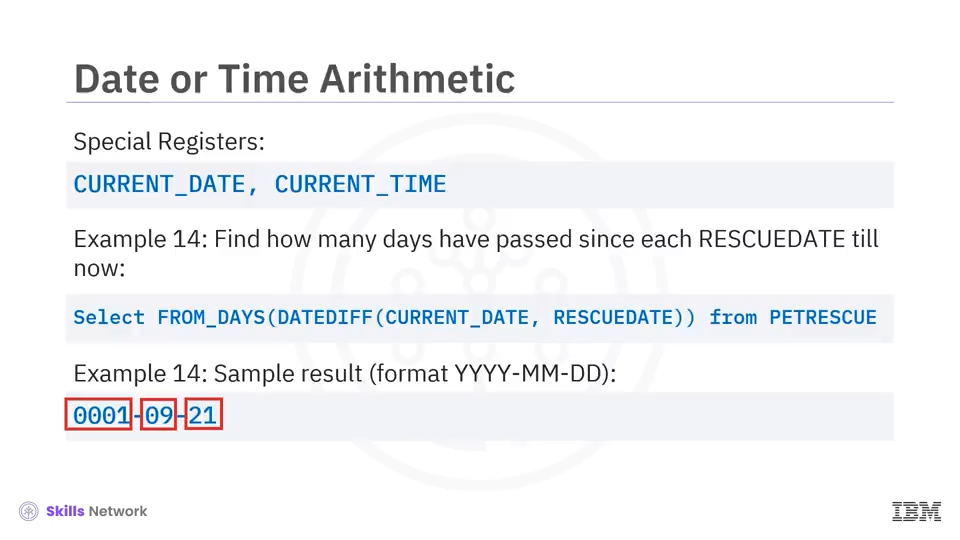 Date or Time Arithmetic
Special Registers:
CURRENT_DATE, CURRENT_TIME
Example 14: Find how many days have passed since each RESCUEDATE till
now:
Select FROM_DAYS(DATEDIFF(CURRENT_DATE, RESCUEDATE)) from PETRESCUE
Example 14: Sample result (format YYYY-MM-DD):
0001-09-21
Skills Network
IBM